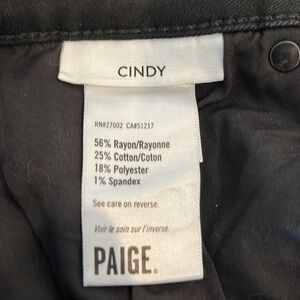 CINDY
RN#27002 CA#51217
56% Rayon/Rayonne
25% Cotton/Coton
18% Polyester
1% Spandex
See care on reverse.
Voir le soin sur l'inverse.
PAIGE.